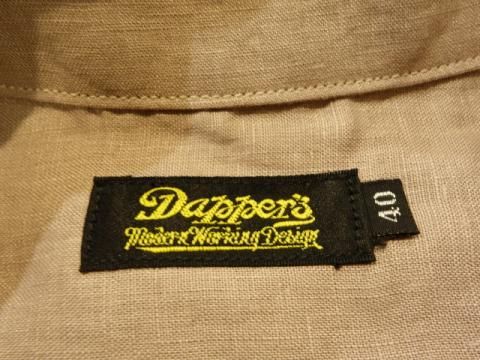 Dapper's
Modern Working Design
40